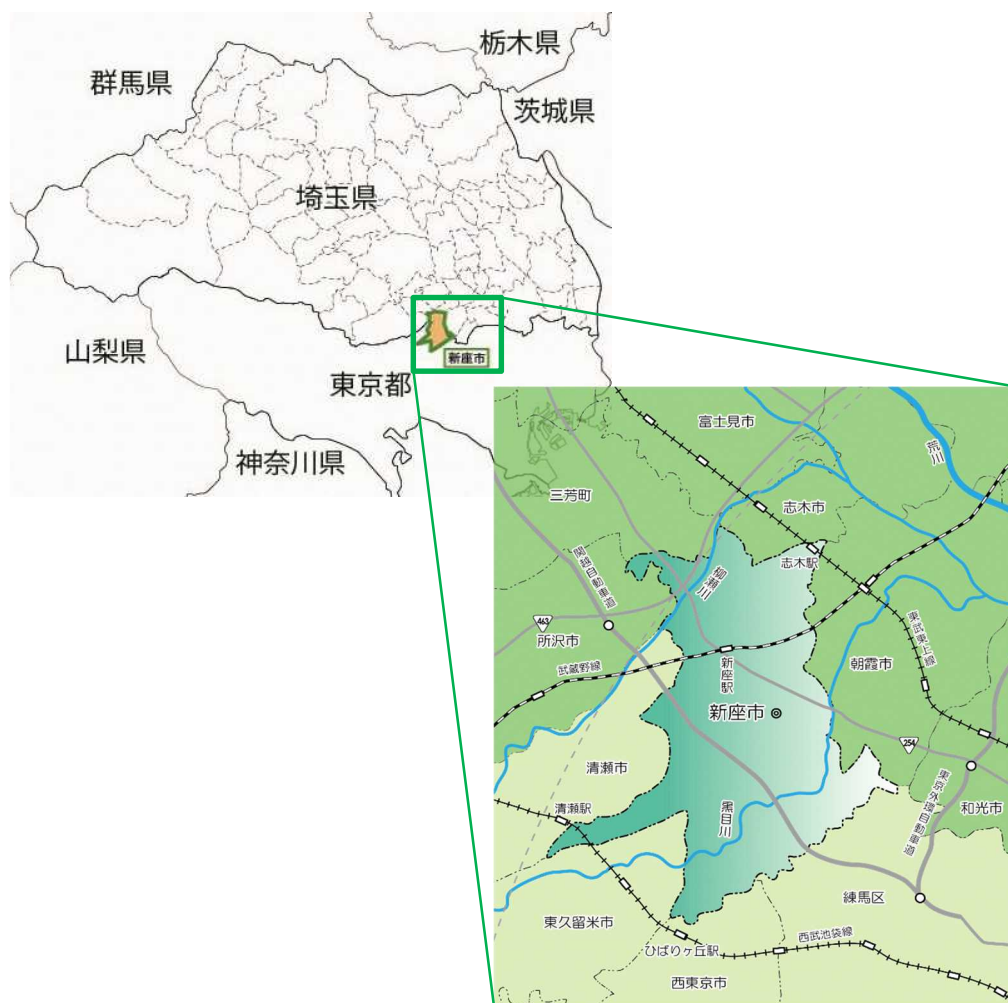 栃木県
群馬県
茨城県
埼玉県
山梨県
新座市
東京都
神奈川県
富士見市
荒川
三芳町
志木市
志木駅
関越自動車道
柳瀬川
463
所沢市
東武東上線
武蔵野線
新座駅
朝霞市
新座市
254
清瀬市
清瀬駅
黒目川
東京外環自動車道
和光市
練馬区
東久留米市
ひばりヶ丘駅
西武池袋線
西東京市